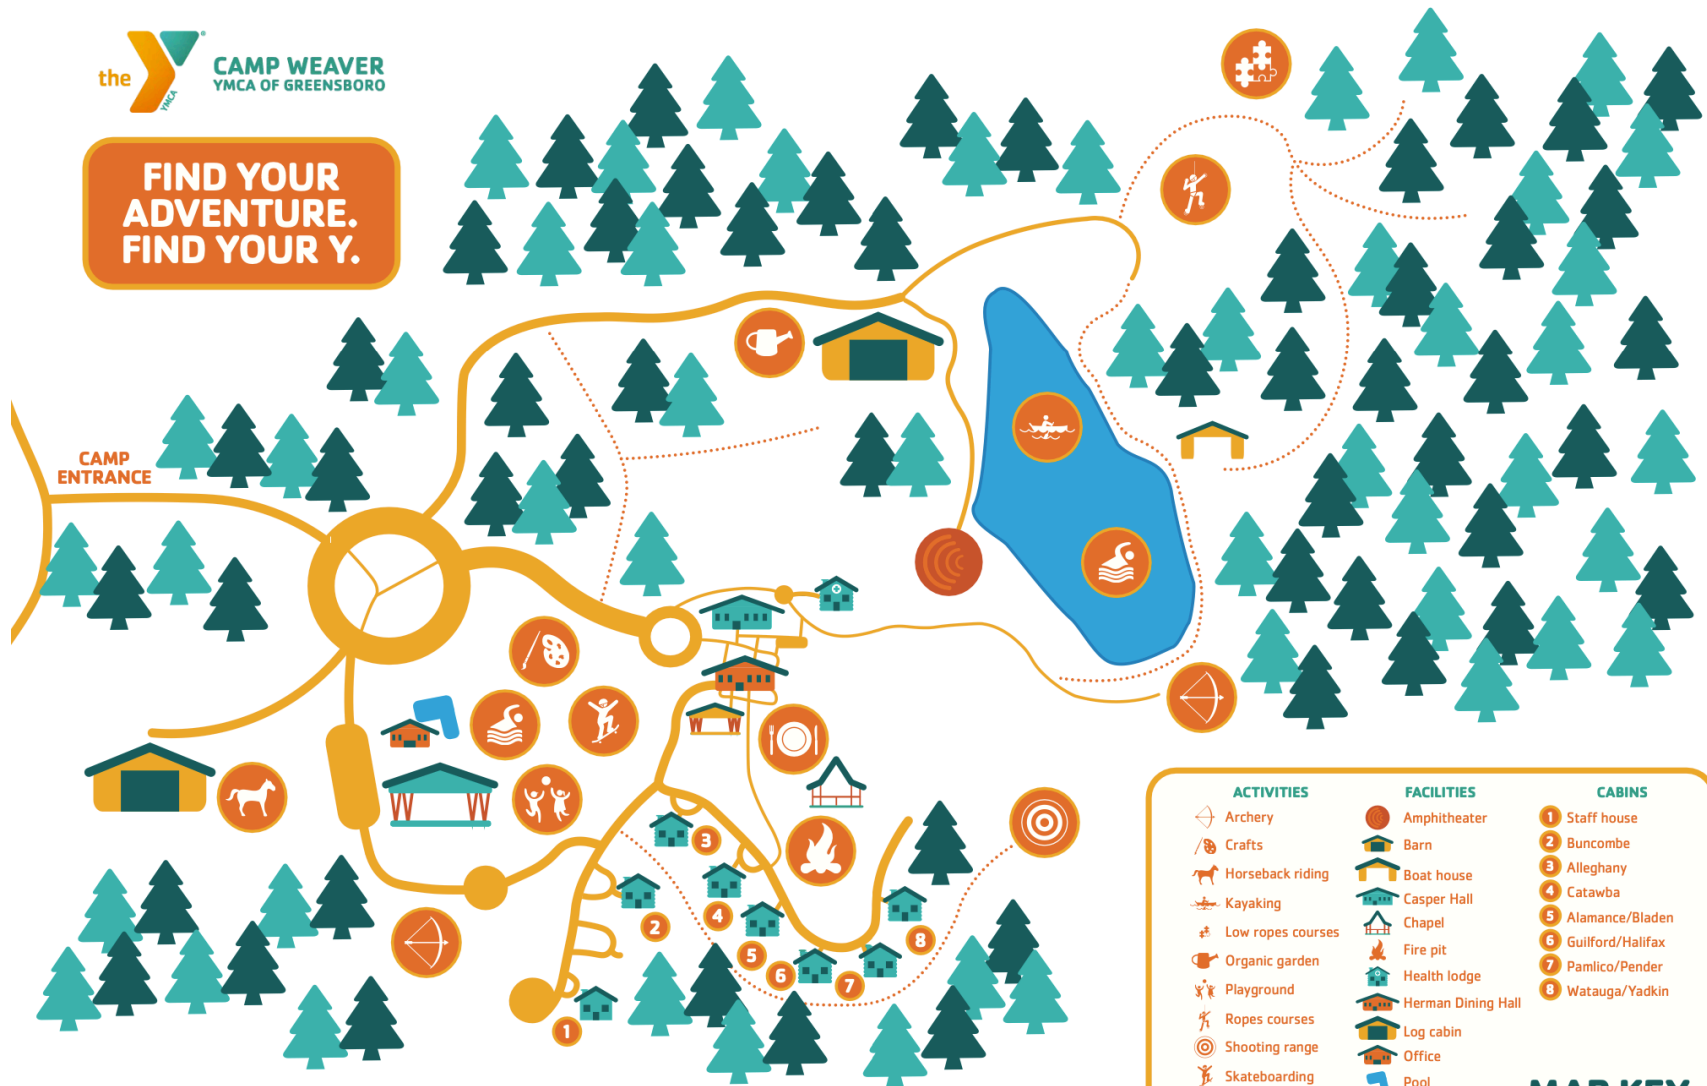 the
YMCA
CAMP WEAVER
YMCA OF GREENSBORO
FIND YOUR
ADVENTURE.
FIND YOUR Y.
CAMP
ENTRANCE
3
2
4
5
6
7
8
1
ACTIVITIES
Archery
Crafts
Horseback riding
Kayaking
Low ropes courses
Organic garden
Playground
Ropes courses
Shooting range
Skateboarding
FACILITIES
Amphitheater
Barn
Boat house
Casper Hall
Chapel
Fire pit
Health lodge
Herman Dining Hall
Log cabin
Office
Pool
CABINS
1 Staff house
2 Buncombe
3 Alleghany
4 Catawba
5 Alamance/Bladen
6 Guilford/Halifax
7 Pamlico/Pender
8 Watauga/Yadkin
MAP KEY